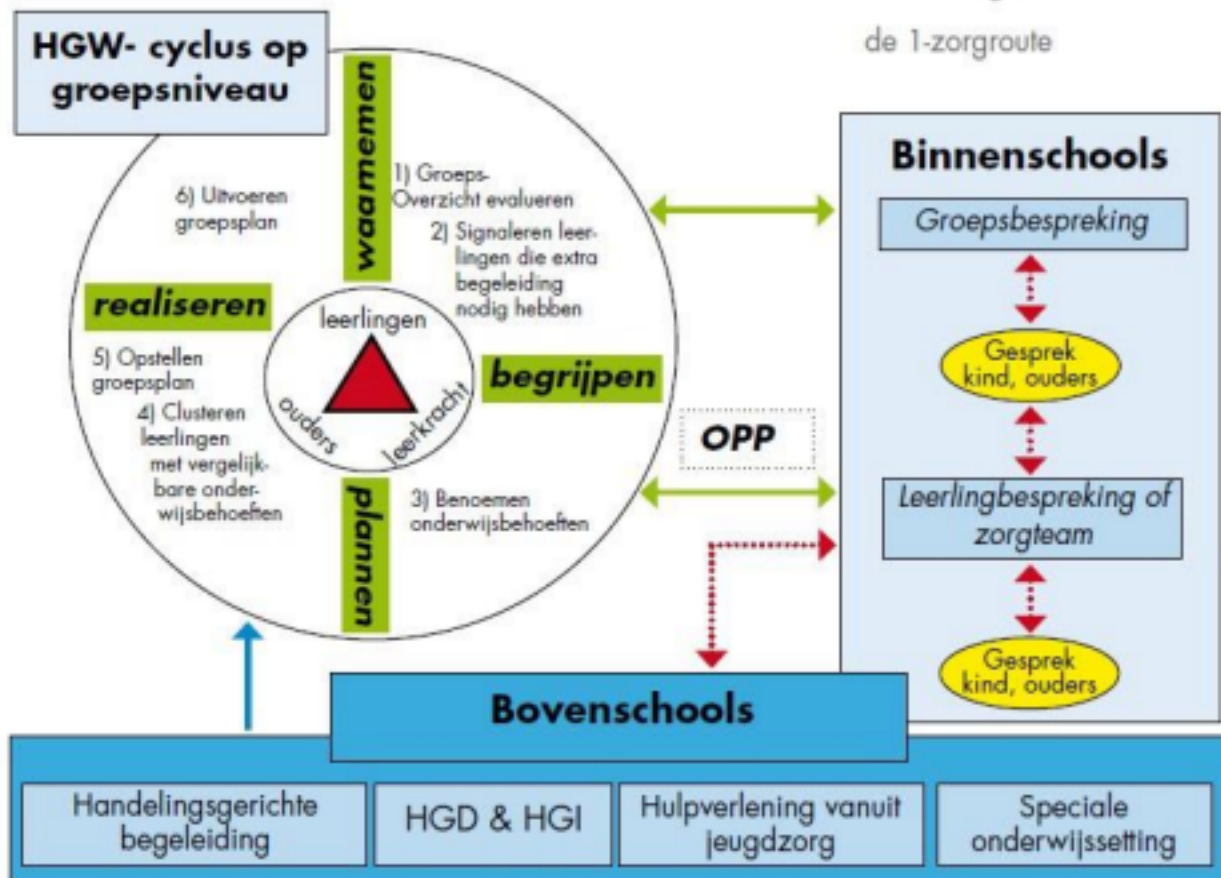 de 1-zorgroute
HGW- cyclus op
groepsniveau
waarnemen
1) Groeps-
Overzicht evalueren
2) Signaleren leer-
lingen die extra
begeleiding
nodig hebben
begrijpen
3) Benoemen
onderwijsbehoeften
plannen
4) Clusteren
leerlingen
met vergelijk-
bare onder-
wijsbehoeften
5) Opstellen
groepsplan
realiseren
6) Uitvoeren
groepsplan
leerlingen
ouders
leerkracht
OPP
Binnenschools
Groepsbespreking
Gesprek
kind, ouders
Leerlingbespreking of
zorgteam
Gesprek
kind, ouders
Bovenschools
Handelingsgerichte
begeleiding
HGD & HGI
Hulpverlening vanuit
jeugdzorg
Speciale
onderwijssetting